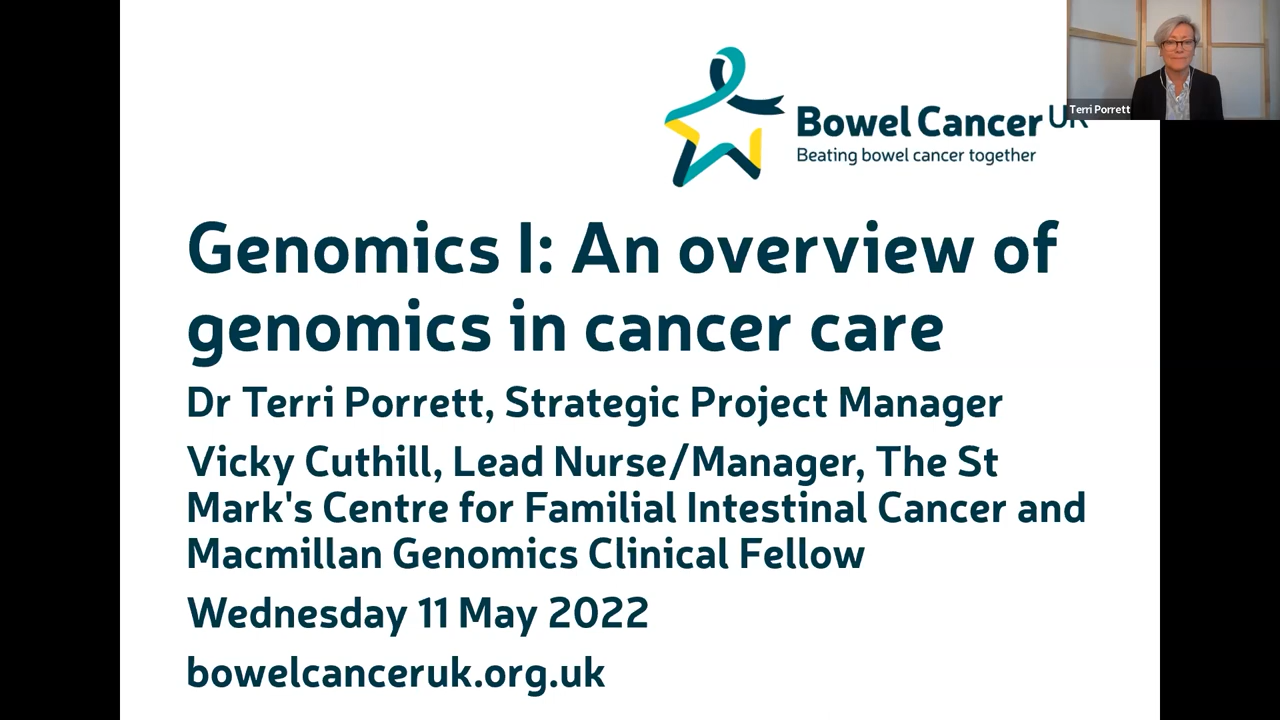 Terri Porrett
Bowel Cancer UK
Beating bowel cancer together
Genomics I: An overview of
genomics in cancer care
Dr Terri Porrett, Strategic Project Manager
Vicky Cuthill, Lead Nurse/Manager, The St
Mark's Centre for Familial Intestinal Cancer and
Macmillan Genomics Clinical Fellow
Wednesday 11 May 2022
bowelcanceruk.org.uk